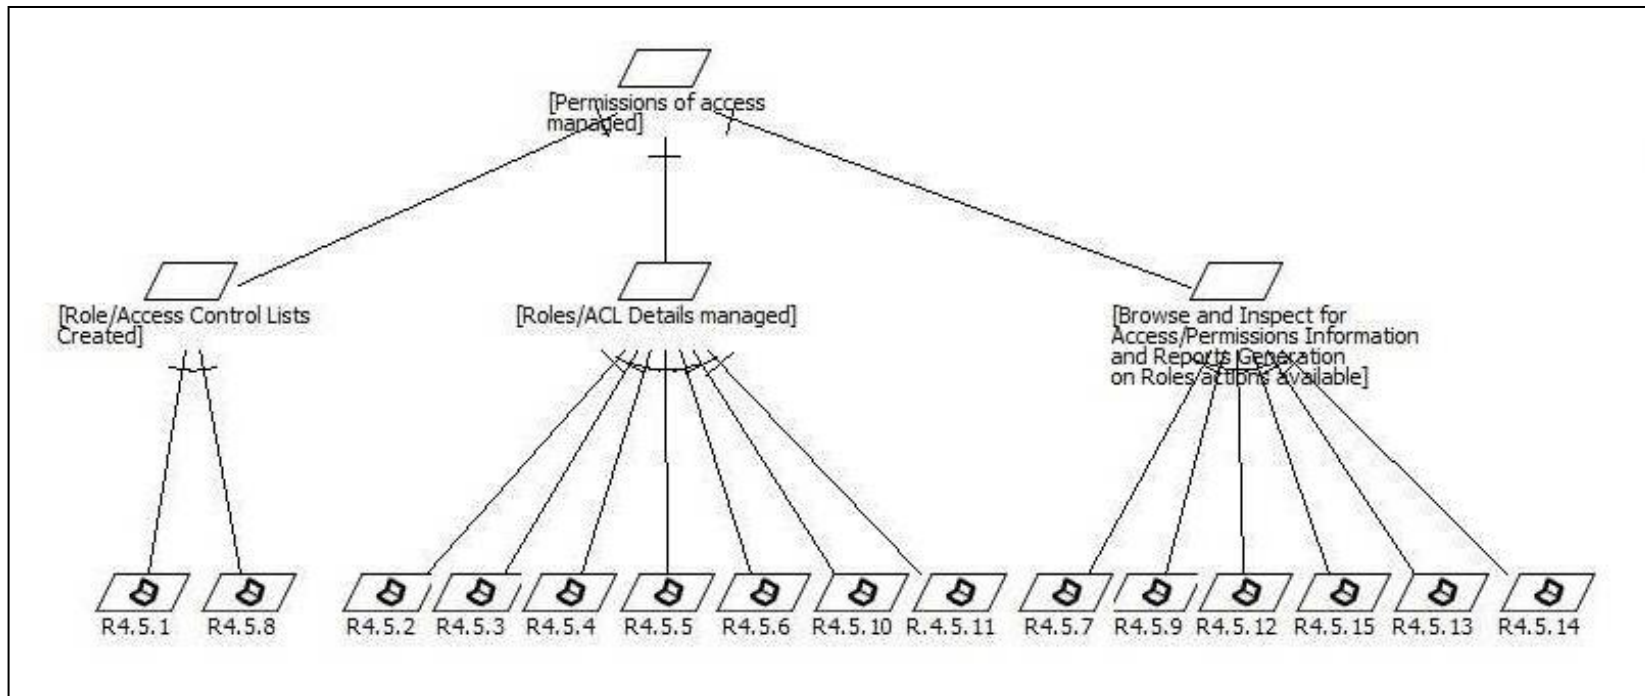 [Permissions of access
managed]
[Role/Access Control Lists
Created]
[Roles/ACL Details managed]
[Browse and Inspect for
Access/Permissions Information
and Reports Generation
on Roles actions available]
R4.5.1
R4.5.8
R4.5.2
R4.5.3
R4.5.4
R4.5.5
R4.5.6
R4.5.10
R.4.5.11
R4.5.7
R4.5.9
R4.5.12
R4.5.15
R4.5.13
R4.5.14